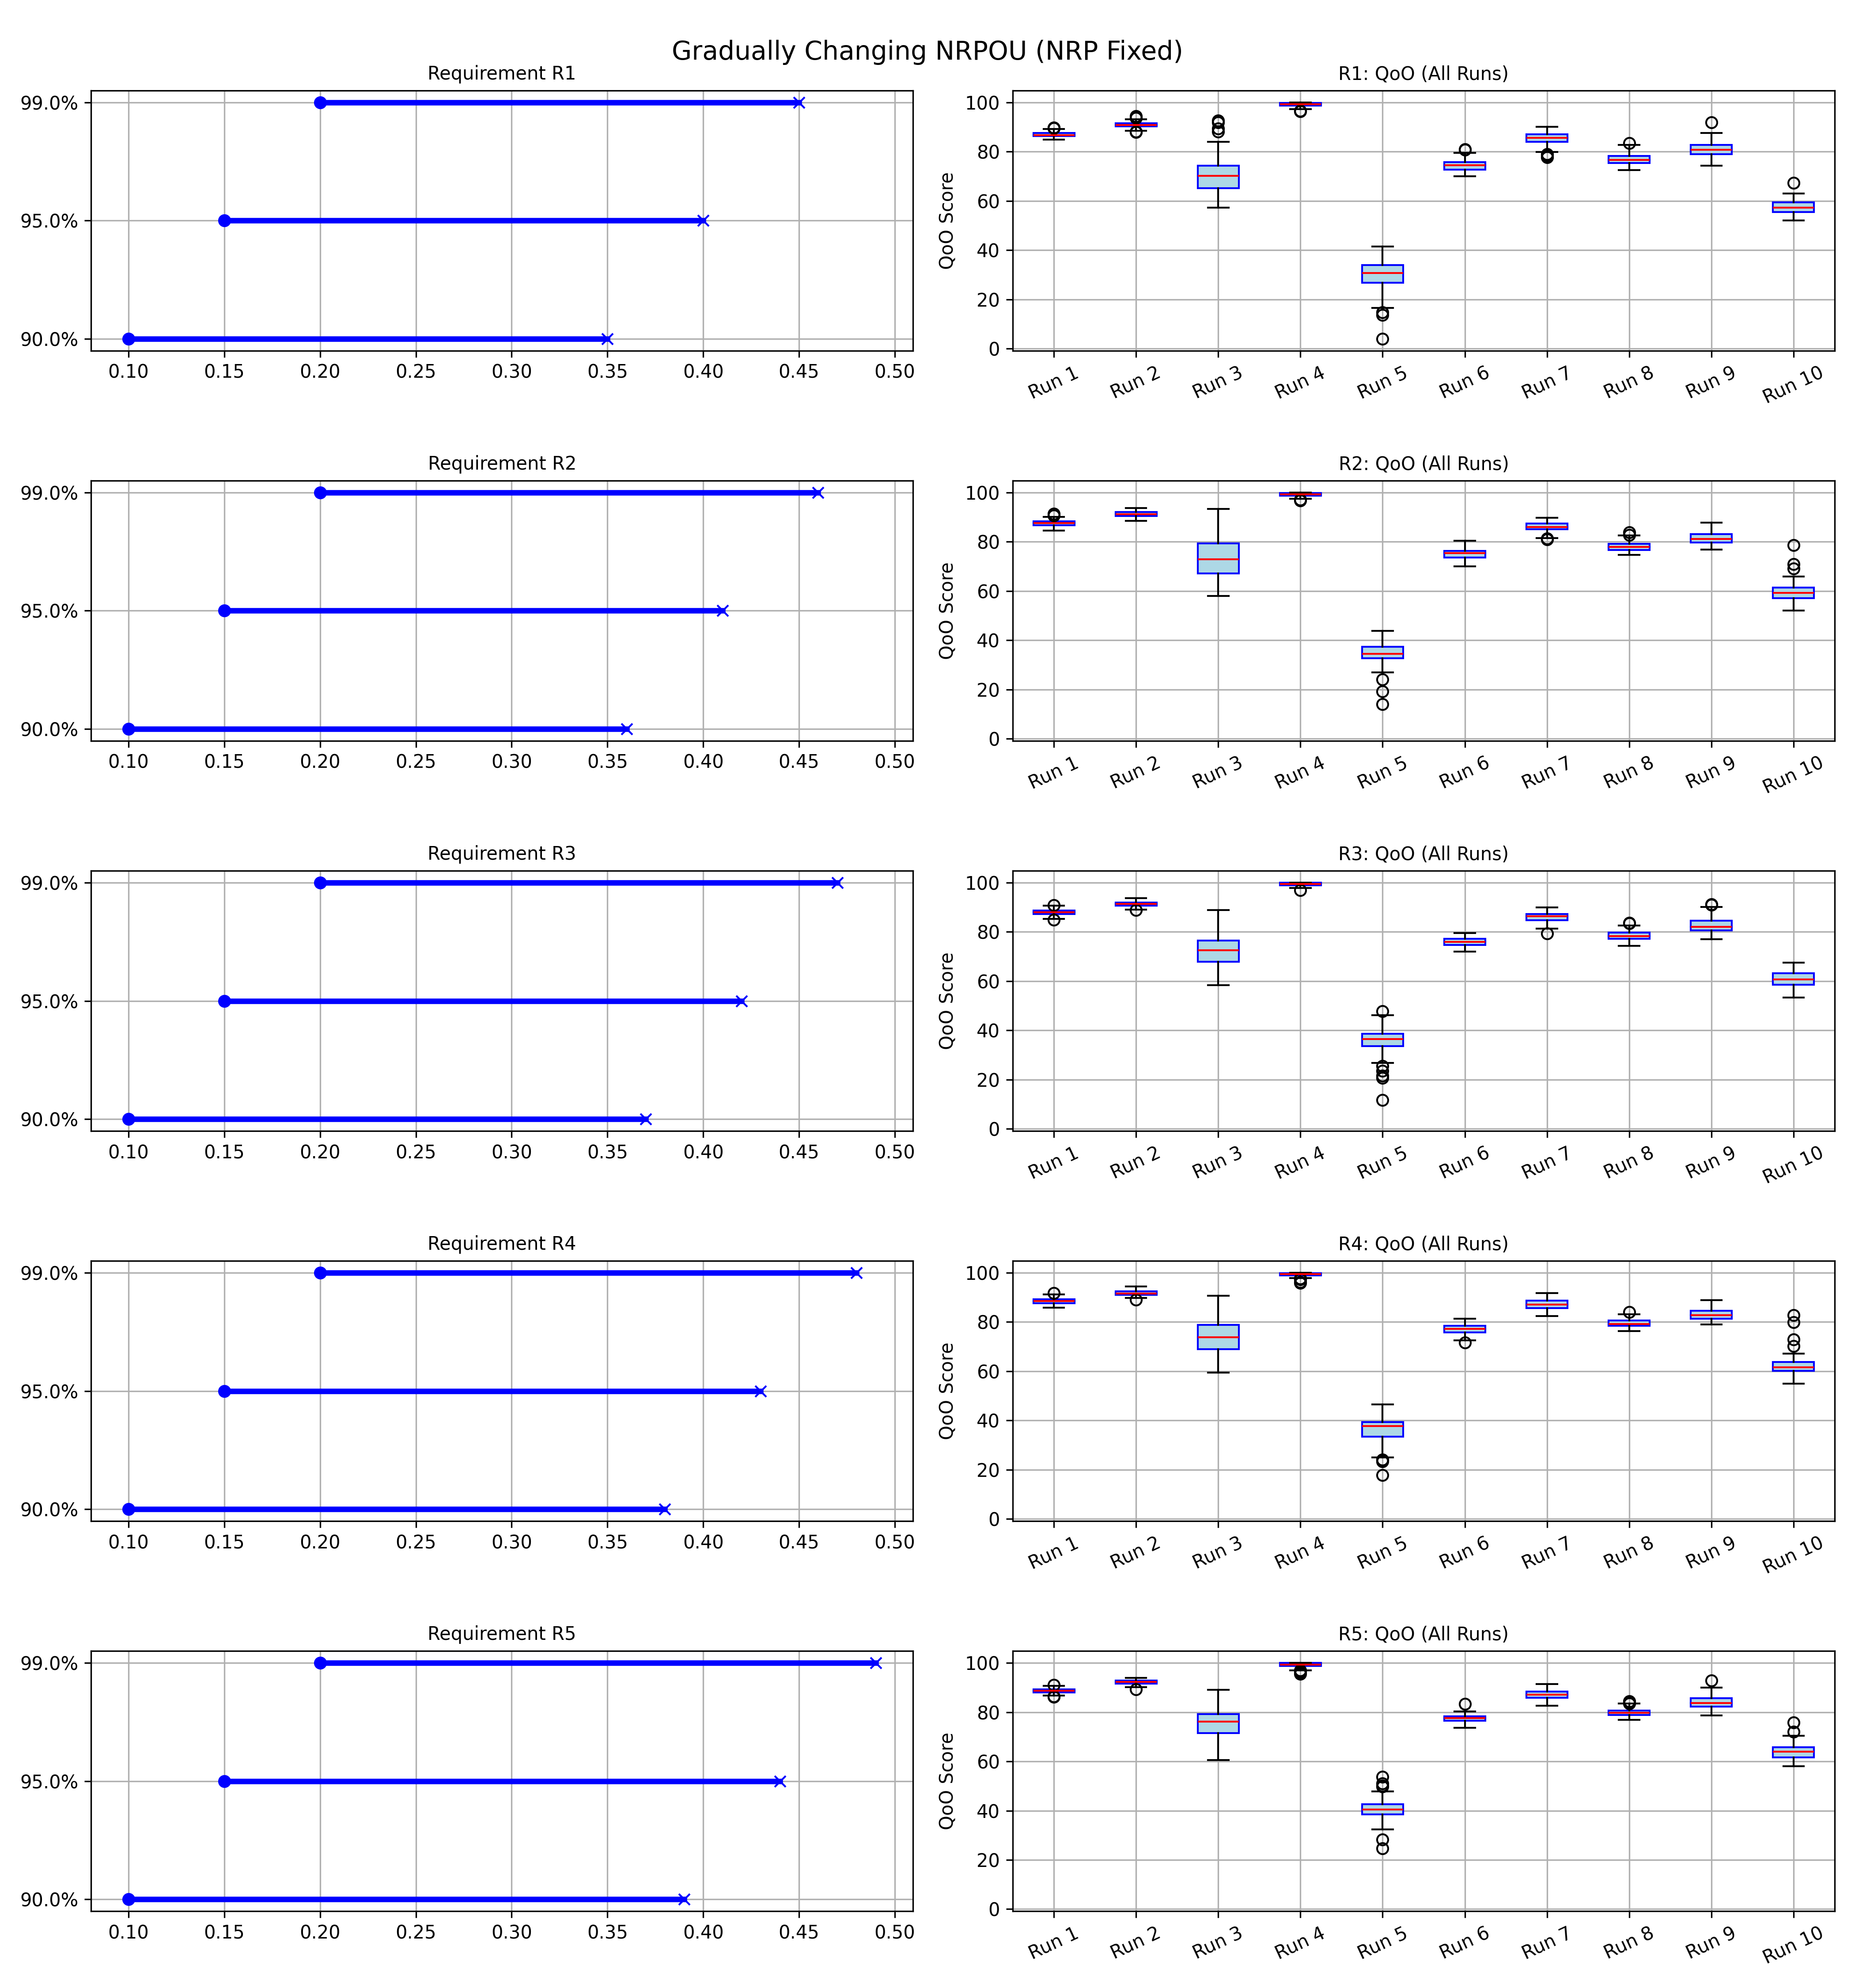 Gradually Changing NRPOU (NRP Fixed)
Requirement R1
99.0%
95.0%
90.0%
0.10 0.15 0.20 0.25 0.30 0.35 0.40 0.45 0.50
R1: QoO (All Runs)
QoO Score
100
80
60
40
20
0
Run 1 Run 2 Run 3 Run 4 Run 5 Run 6 Run 7 Run 8 Run 9 Run 10
Requirement R2
99.0%
95.0%
90.0%
0.10 0.15 0.20 0.25 0.30 0.35 0.40 0.45 0.50
R2: QoO (All Runs)
QoO Score
100
80
60
40
20
0
Run 1 Run 2 Run 3 Run 4 Run 5 Run 6 Run 7 Run 8 Run 9 Run 10
Requirement R3
99.0%
95.0%
90.0%
0.10 0.15 0.20 0.25 0.30 0.35 0.40 0.45 0.50
R3: QoO (All Runs)
QoO Score
100
80
60
40
20
0
Run 1 Run 2 Run 3 Run 4 Run 5 Run 6 Run 7 Run 8 Run 9 Run 10
Requirement R4
99.0%
95.0%
90.0%
0.10 0.15 0.20 0.25 0.30 0.35 0.40 0.45 0.50
R4: QoO (All Runs)
QoO Score
100
80
60
40
20
0
Run 1 Run 2 Run 3 Run 4 Run 5 Run 6 Run 7 Run 8 Run 9 Run 10
Requirement R5
99.0%
95.0%
90.0%
0.10 0.15 0.20 0.25 0.30 0.35 0.40 0.45 0.50
R5: QoO (All Runs)
QoO Score
100
80
60
40
20
0
Run 1 Run 2 Run 3 Run 4 Run 5 Run 6 Run 7 Run 8 Run 9 Run 10